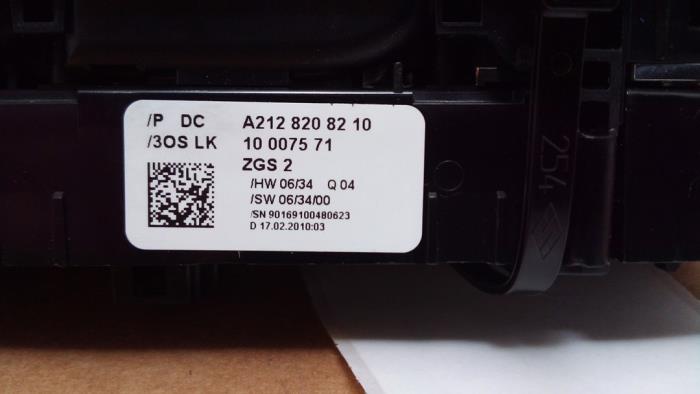 /P DC A212 820 82 10
/3OS LK 10 0075 71
ZGS 2
/HW 06/34 Q 04
/SW 06/34/00
/SN 90169100480623
D 17.02.2010:03
254